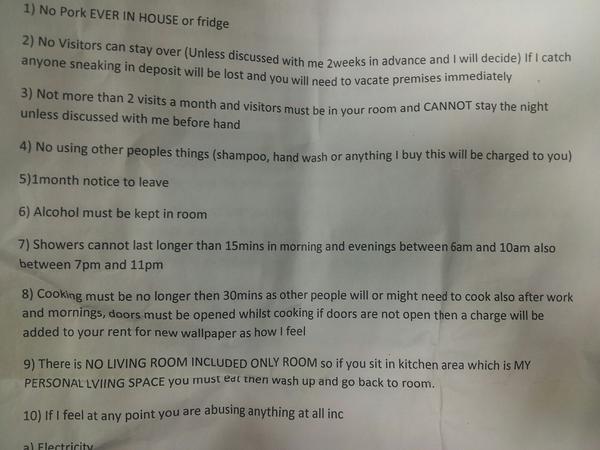 1) No Pork EVER IN HOUSE or fridge
2) No Visitors can stay over (Unless discussed with me 2weeks in advance and I will decide) If I catch
anyone sneaking in deposit will be lost and you will need to vacate premises immediately
3) Not more than 2 visits a month and visitors must be in your room and CANNOT stay the night
unless discussed with me before hand
4) No using other peoples things (shampoo, hand wash or anything I buy this will be charged to you)
5)1month notice to leave
6) Alcohol must be kept in room
7) Showers cannot last longer than 15mins in morning and evenings between 6am and 10am also
between 7pm and 11pm
8) Cooking must be no longer then 30mins as other people will or might need to cook also after work
and mornings, doors must be opened whilst cooking if doors are not open then a charge will be
added to your rent for new wallpaper as how I feel
9) There is NO LIVING ROOM INCLUDED ONLY ROOM so if you sit in kitchen area which is MY
PERSONAL LVIING SPACE you must eat then wash up and go back to room.
10) If I feel at any point you are abusing anything at all inc
a) Electricity